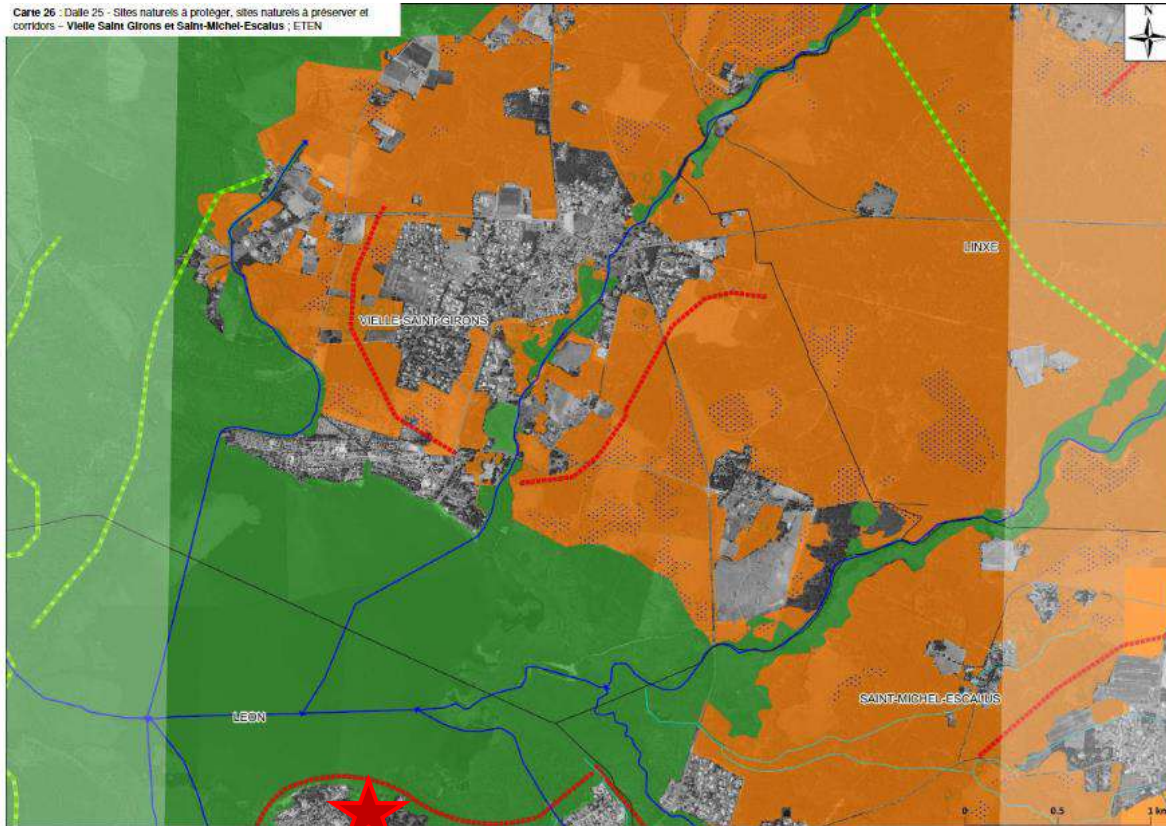 Carte 26 : Dalle 25 - Sites naturels à protéger, sites naturels à préserver et
corridors – Vielle Saint Girons et Saint-Michel-Escalus ; ETEN
N
LINXE
VIELLE-SAINT-GIRONS
SAINT-MICHEL-ESCALUS
LEON
0 0.5 1 km